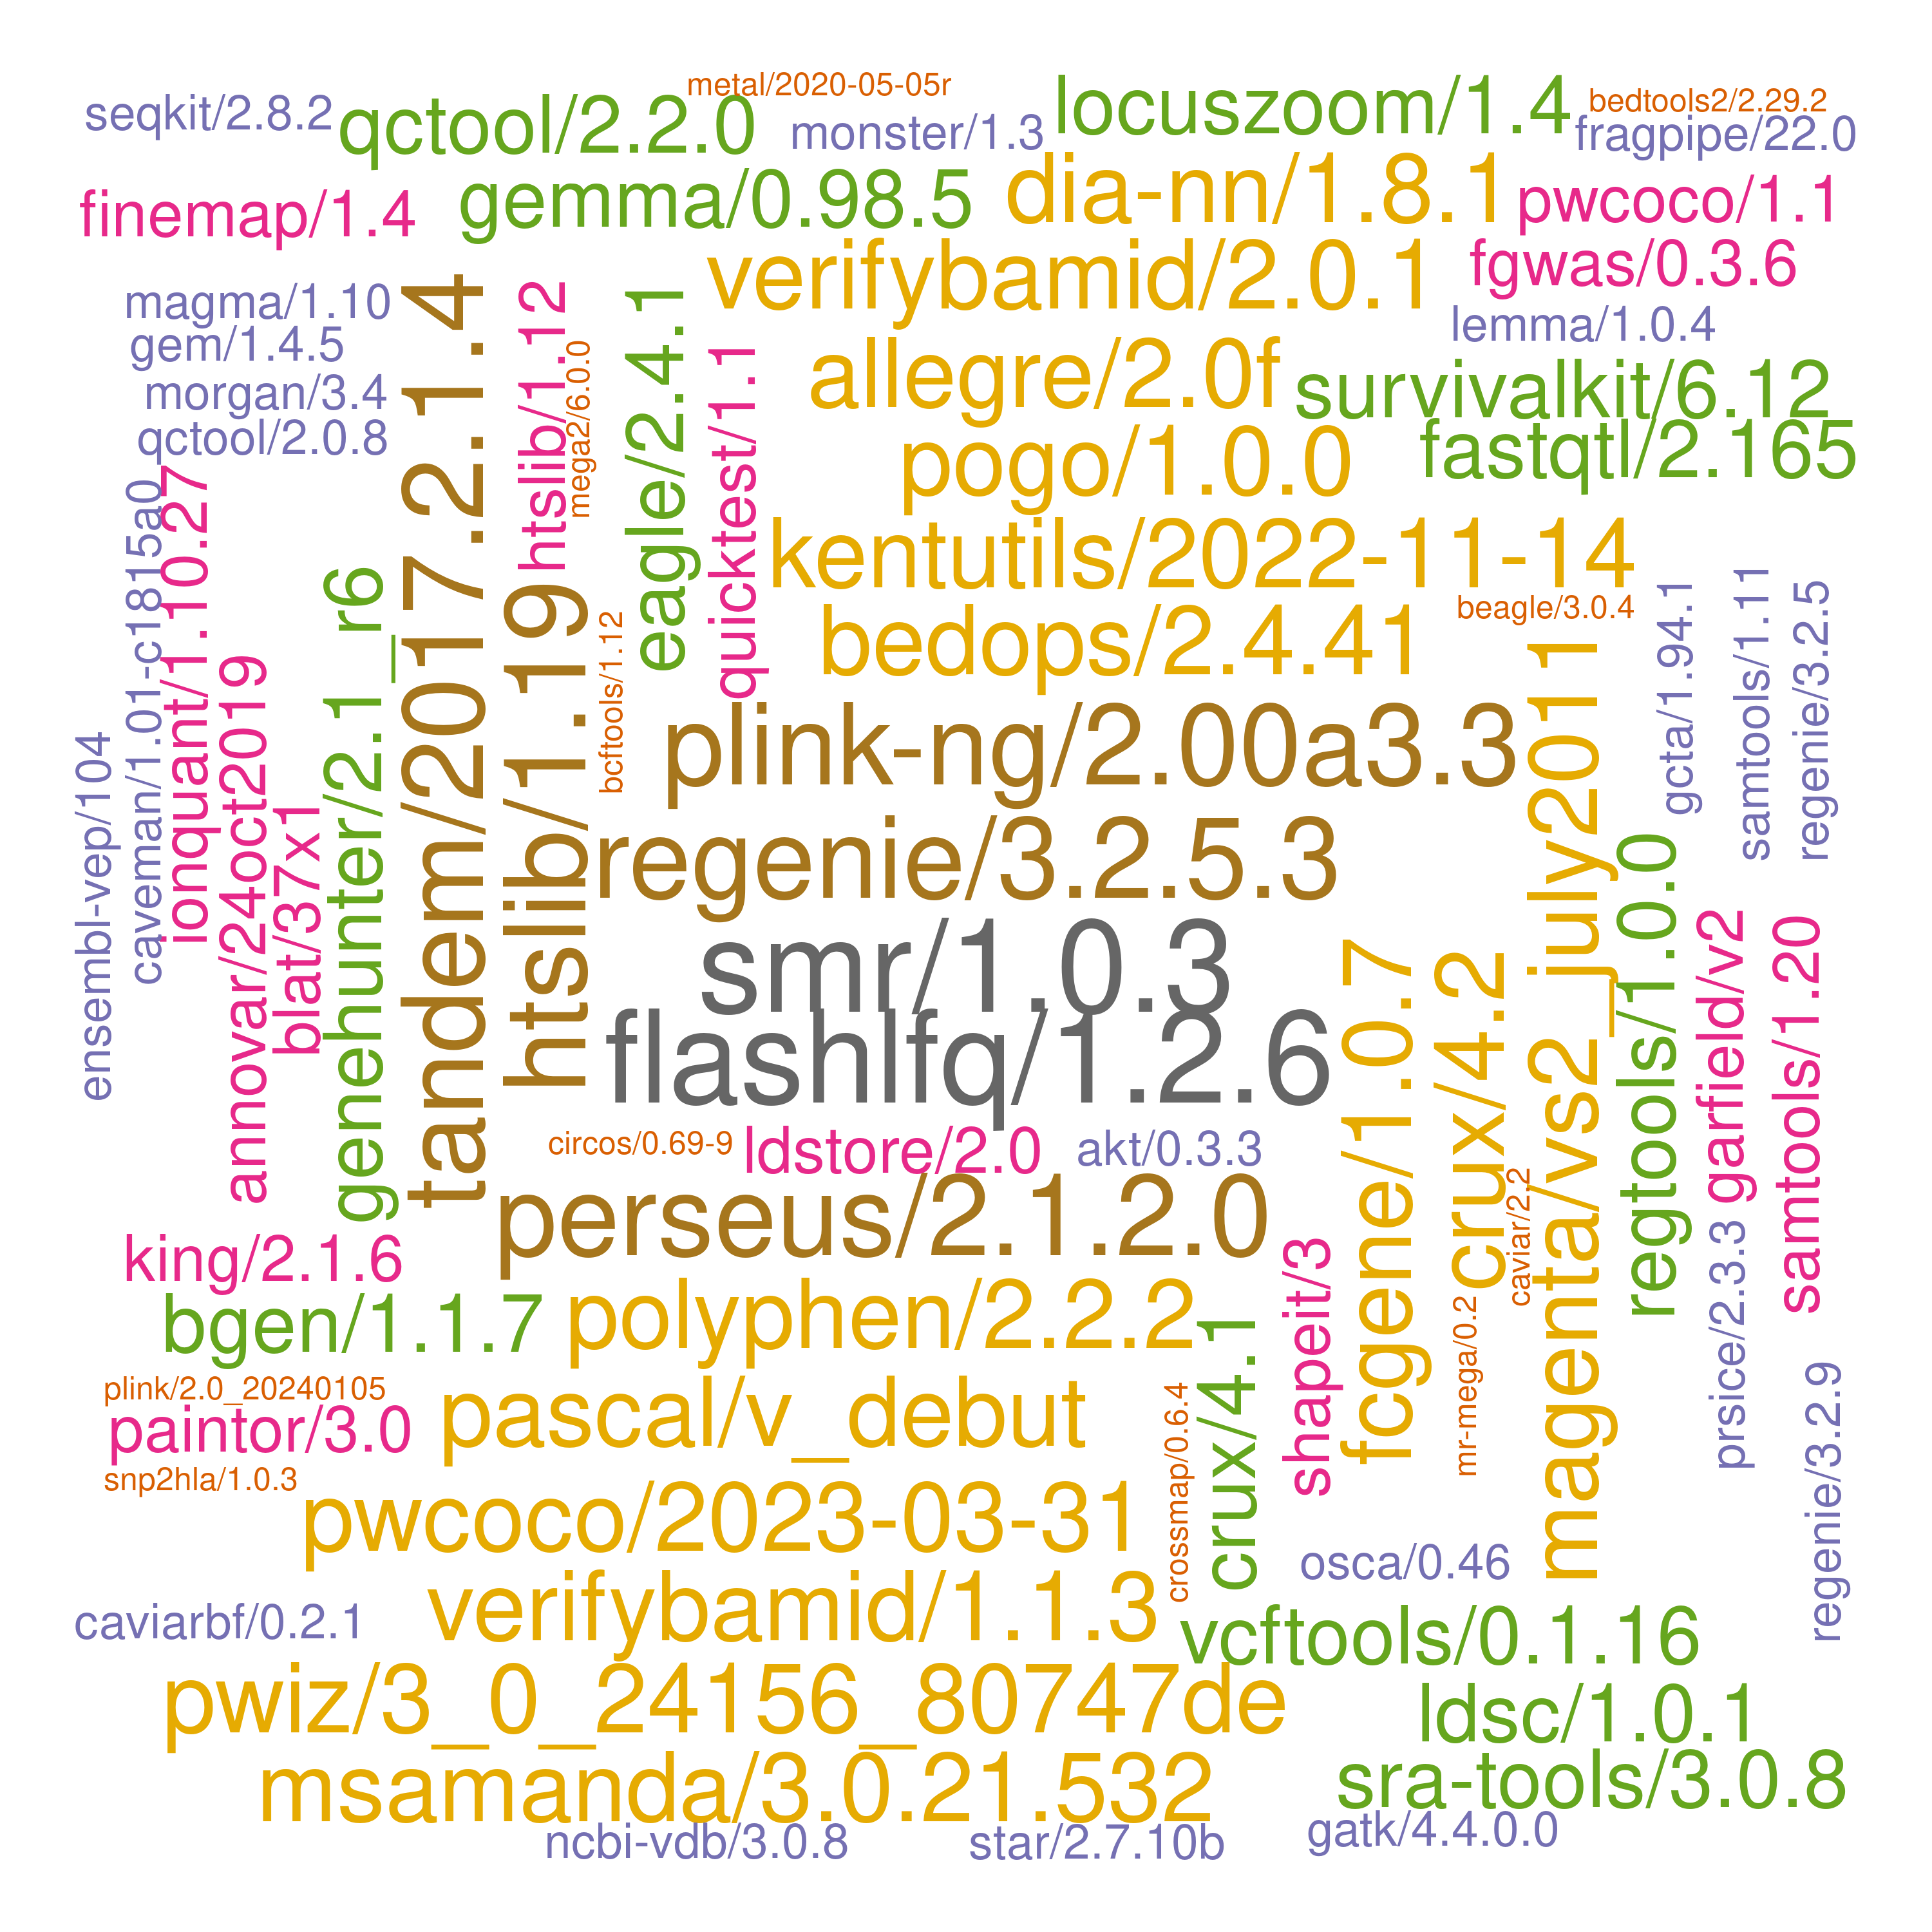 metal/2020-05-05r
seqkit/2.8.2
qctool/2.2.0
monster/1.3
locuszoom/1.4
bedtools2/2.29.2
fragpipe/22.0
finemap/1.4
gemma/0.98.5
dia-nn/1.8.1
pwcoco/1.1
verifybamid/2.0.1
fgwas/0.3.6
magma/1.10
lemma/1.0.4
gem/1.4.5
allegre/2.0f
survivalkit/6.12
morgan/3.4
qctool/2.0.8
pogo/1.0.0
fastqtl/2.165
tandem/2017.2.1.4
htslib/1.12
mega2/6.0.0
eagle/2.4.1
quicktest/1.1
kentutils/2022-11-14
beagle/3.0.4
bedops/2.4.41
ensembl-vep/104
caveman/1.01-c1815a0
ionquant/1.10.27
annovar/24oct2019
blat/37x1
genehunter/2.1_r6
htslib/1.19
bcftools/1.12
plink-ng/2.00a3.3
gcta/1.94.1
samtools/1.11
regenie/3.2.5
regenie/3.2.5.3
smr/1.0.3
flashlfq/1.2.6
circos/0.69-9
ldstore/2.0
akt/0.3.3
perseus/2.1.2.0
fcgene/1.0.7
crux/4.2
caviar/2.2
magenta/vs2_july2011
regtools/1.0.0
garfield/v2
samtools/1.20
king/2.1.6
bgen/1.1.7
polyphen/2.2.2
crux/4.1
shapeit/3
mr-mega/0.2
prsice/2.3.3
regenie/3.2.9
plink/2.0_20240105
paintor/3.0
pascal/v_debut
crossmap/0.6.4
snp2hla/1.0.3
pwcoco/2023-03-31
osca/0.46
caviarbf/0.2.1
verifybamid/1.1.3
vcftools/0.1.16
pwiz/3_0_24156_80747de
ldsc/1.0.1
msamanda/3.0.21.532
sra-tools/3.0.8
ncbi-vdb/3.0.8
star/2.7.10b
gatk/4.4.0.0